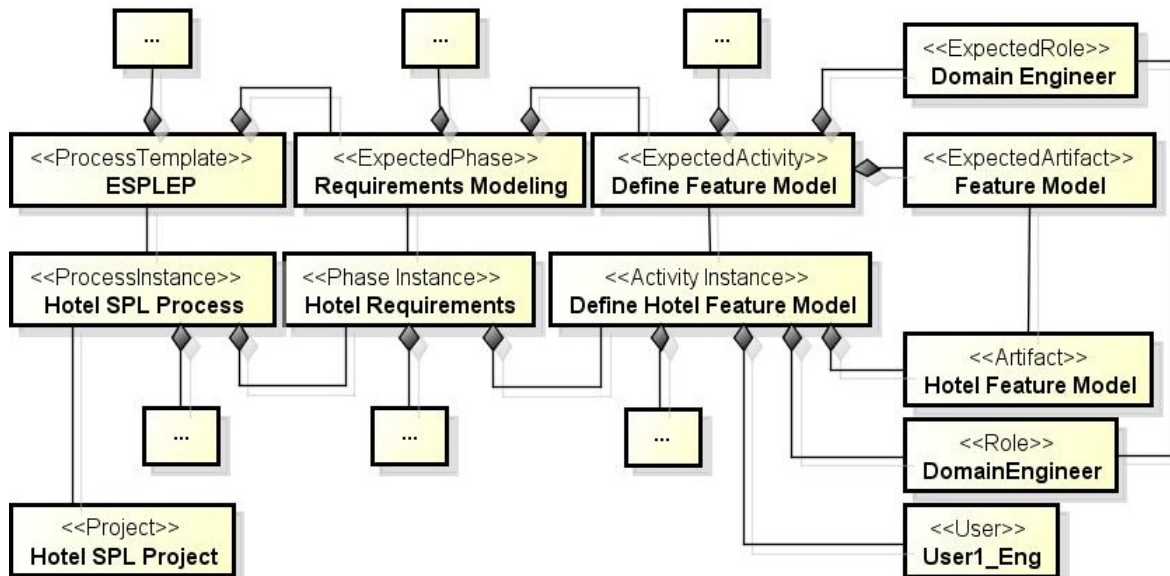 ...
...
...
<<ExpectedRole>>
Domain Engineer
<<ProcessTemplate>>
ESPLEP
<<ExpectedPhase>>
Requirements Modeling
<<ExpectedActivity>>
Define Feature Model
<<ExpectedArtifact>>
Feature Model
<<ProcessInstance>>
Hotel SPL Process
<<Phase Instance>>
Hotel Requirements
<<Activity Instance>>
Define Hotel Feature Model
<<Artifact>>
Hotel Feature Model
...
...
...
<<Role>>
DomainEngineer
<<Project>>
Hotel SPL Project
<<User>>
User1_Eng